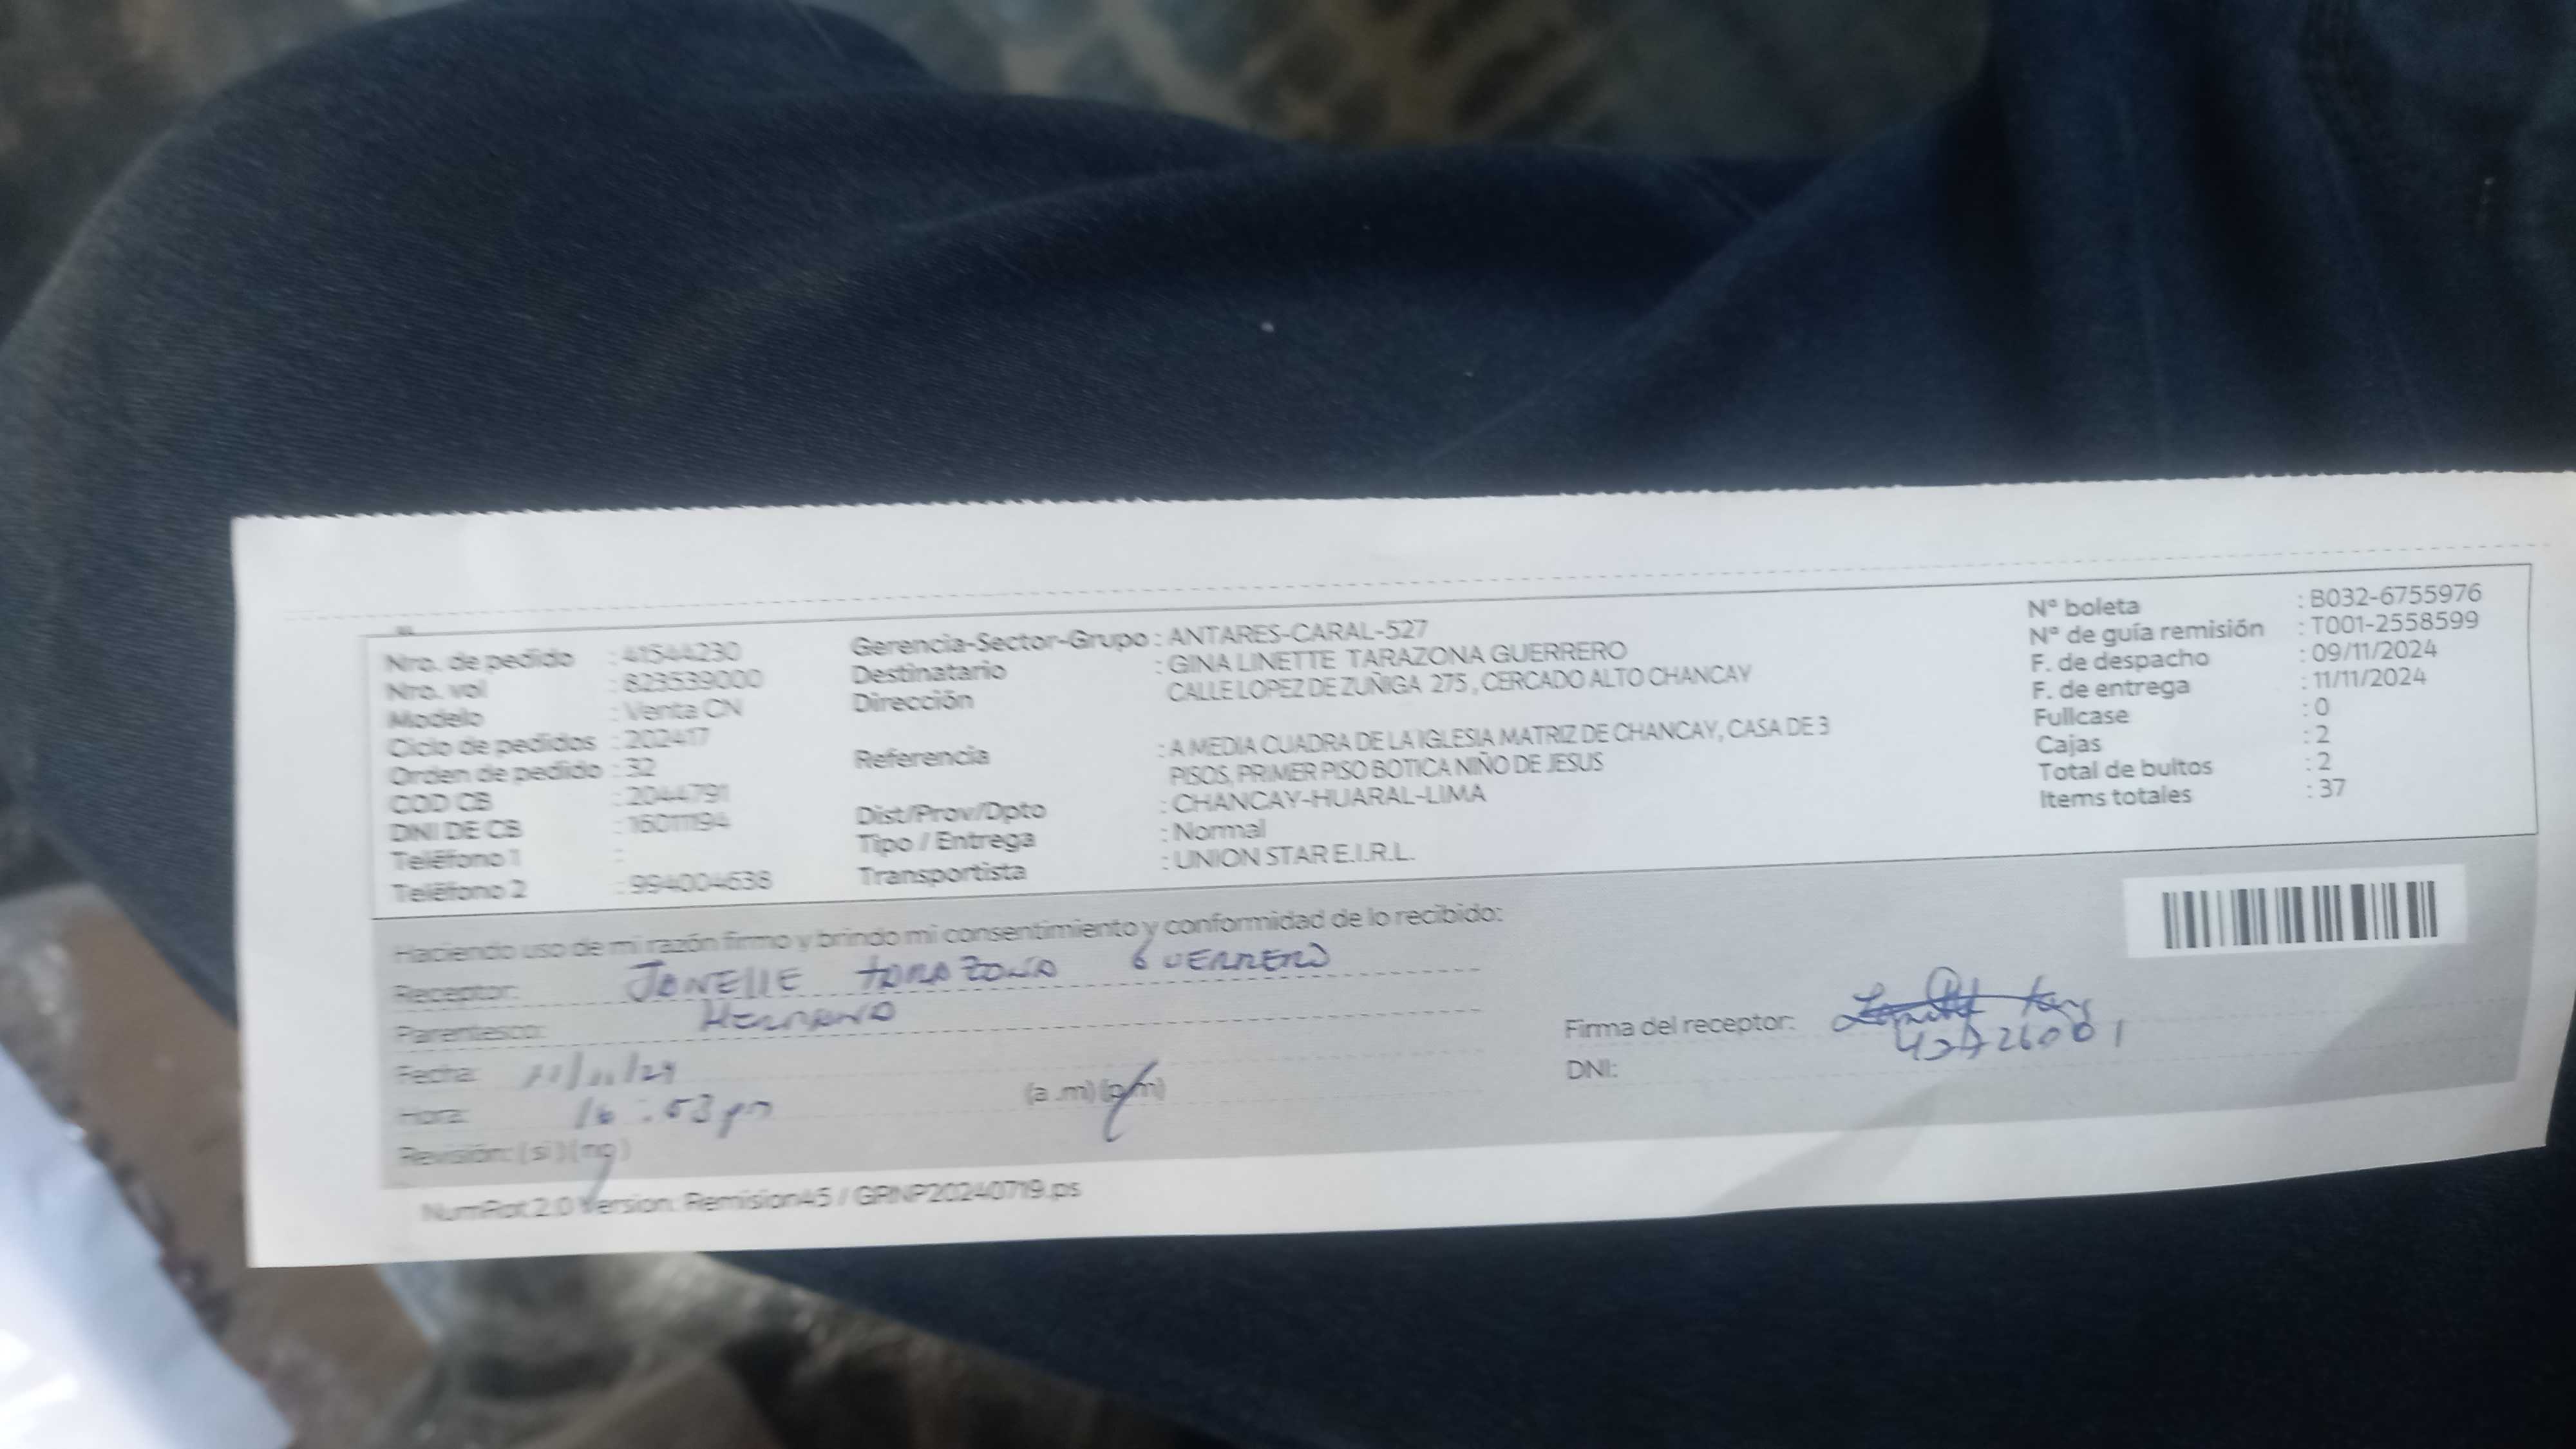 Nro. de pedido : 41544230
Nro. vol : 823539000
Modelo : Venta CN
Ciclo de pedidos : 202417
Orden de pedido : 32
COD CB : 2044791
DNI DE CB : 16011194
Teléfono 1 :
Teléfono 2 : 994004638
Gerencia-Sector-Grupo : ANTARES-CARAL-527
Destinatario : GINA LINETTE TARAZONA GUERRERO
Dirección CALLE LOPEZ DE ZUÑIGA 275 , CERCADO ALTO CHANCAY
Referencia : A MEDIA CUADRA DE LA IGLESIA MATRIZ DE CHANCAY, CASA DE 3
PISOS, PRIMER PISO BOTICA NIÑO DE JESUS
Dist/Prov/Dpto : CHANCAY-HUARAL-LIMA
Tipo / Entrega : Normal
Transportista : UNION STAR E.I.R.L.
N° boleta : B032-6755976
N° de guía remisión : T001-2558599
F. de despacho : 09/11/2024
F. de entrega : 11/11/2024
Fullcase : 0
Cajas : 2
Total de bultos : 2
Items totales : 37
Haciendo uso de mi razón firmo y brindo mi consentimiento y conformidad de lo recibido:
Receptor: TARAZONA GUERRERO
Parentesco: HERMANO
Fecha: 11/11/24
Hora: 16:53 pm (a .m) (p.m)
Revisión: (si) (no)
Firma del receptor:
DNI:
NumRot 2.0 Version: Remision45 / GRNP20240719.ps